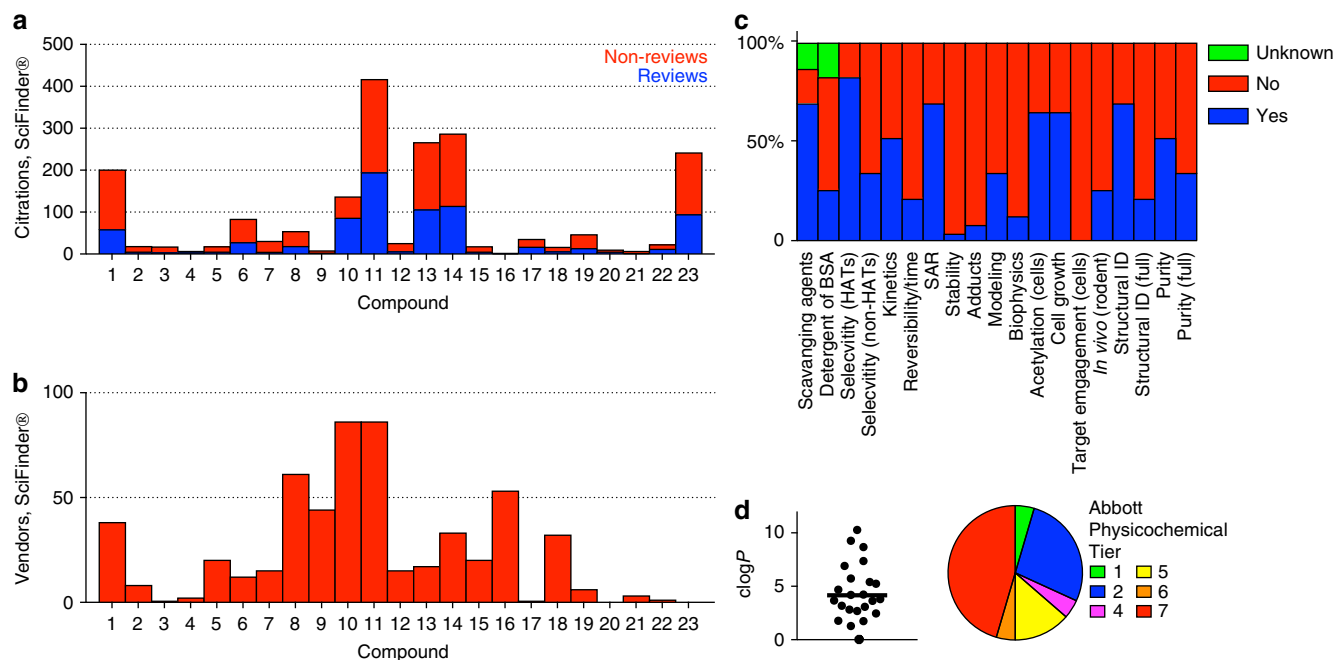 a
500
400
300
200
100
0
Citrations, SciFinder®
Non-reviews
Reviews
1 2 3 4 5 6 7 8 9 10 11 12 13 14 15 16 17 18 19 20 21 22 23
Compound
b
100
50
0
Vendors, SciFinder®
1 2 3 4 5 6 7 8 9 10 11 12 13 14 15 16 17 18 19 20 21 22 23
Compound
c
100%
50%
0
Unknown
No
Yes
Scavanging agents
Detergent of BSA
Selecvtity (HATs)
Selecvtity (non-HATs)
Kinetics
Reversibility/time
SAR
Stability
Adducts
Modeling
Biophysics
Acetylation (cells)
Cell growth
Target emgagement (cells)
In vivo (rodent)
Structural ID
Structural ID (full)
Purity
Purity (full)
d
10
5
0
clogP
Abbott
Physicochemical
Tier
1 5
2 6
4 7